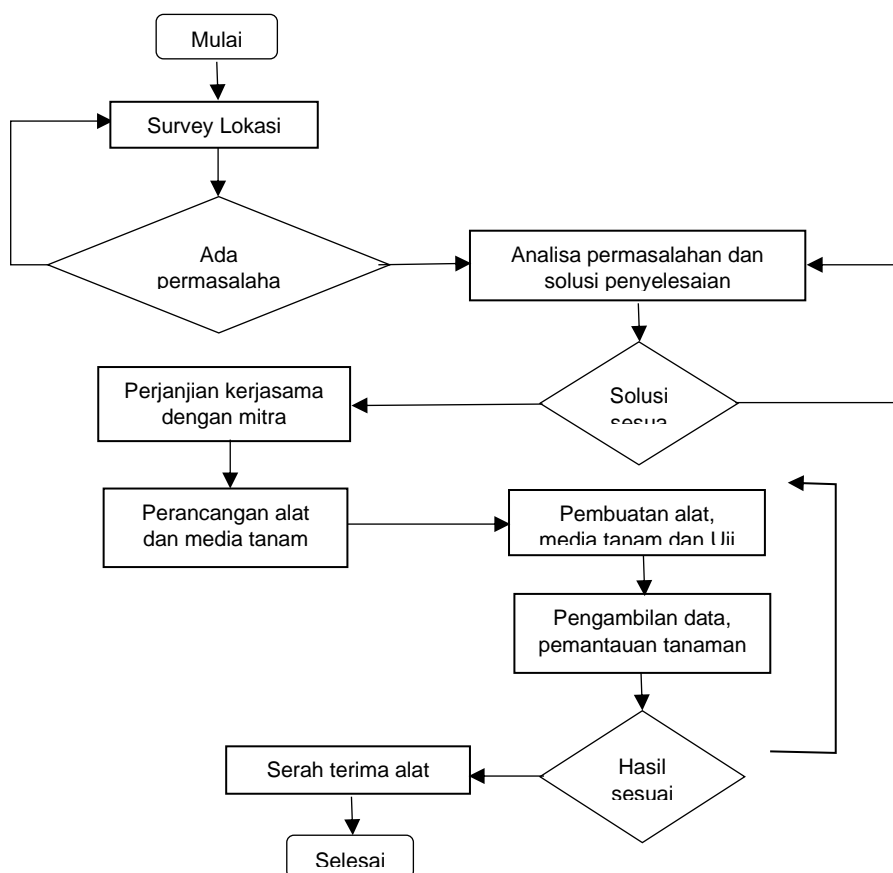 Mulai
Survey Lokasi
Ada
permasalaha
Analisa permasalahan dan
solusi penyelesaian
Solusi
sesua
Perjanjian kerjasama
dengan mitra
Perancangan alat
dan media tanam
Pembuatan alat,
media tanam dan Uji
Pengambilan data,
pemantauan tanaman
Hasil
sesuai
Serah terima alat
Selesai